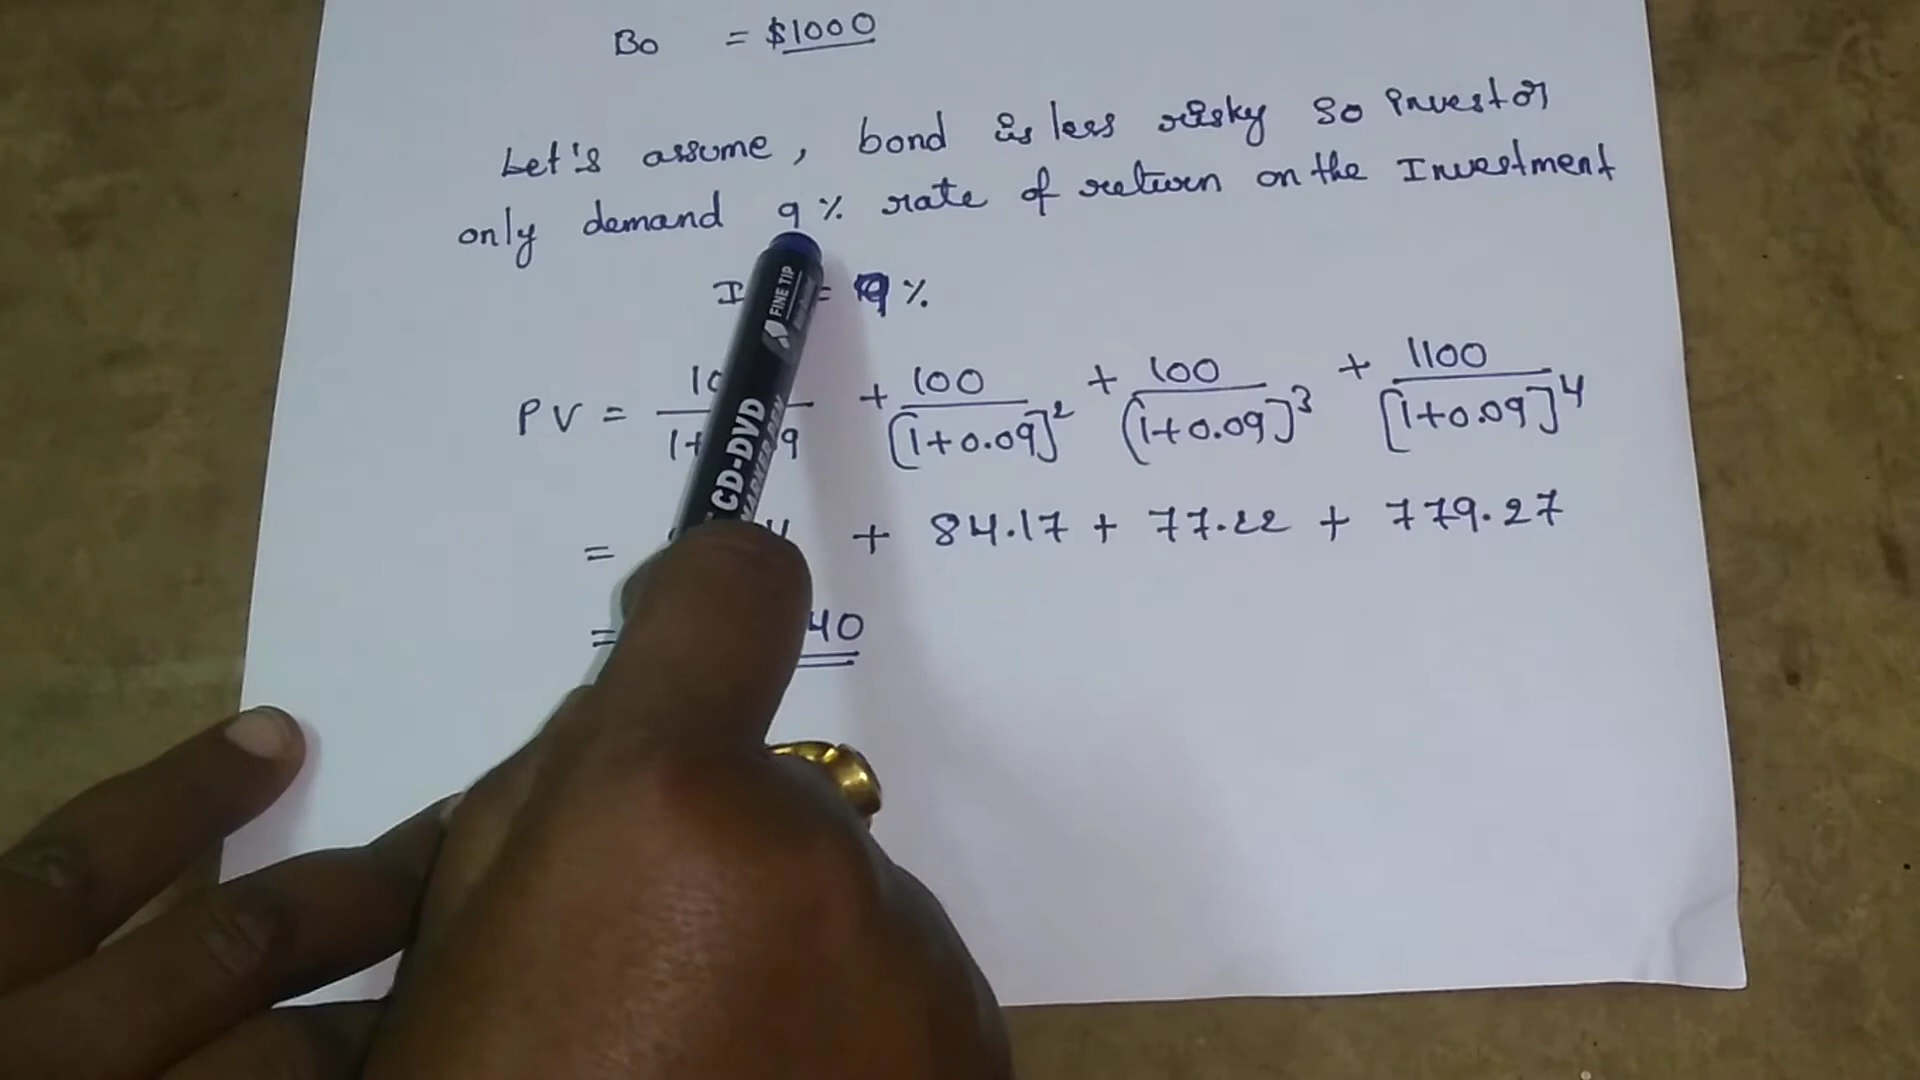 Bo = $1000
Let's assume, bond is less risky so investor
only demand 9% rate of return on the Investment
I = 9%
PV = + 100/[1+0.09]^2 + 100/(1+0.09]^3 + 1100/[1+0.09]^4
= + 84.17 + 77.22 + 779.27
= 40
FINE TIP
CD-DVD
MARKER PEN